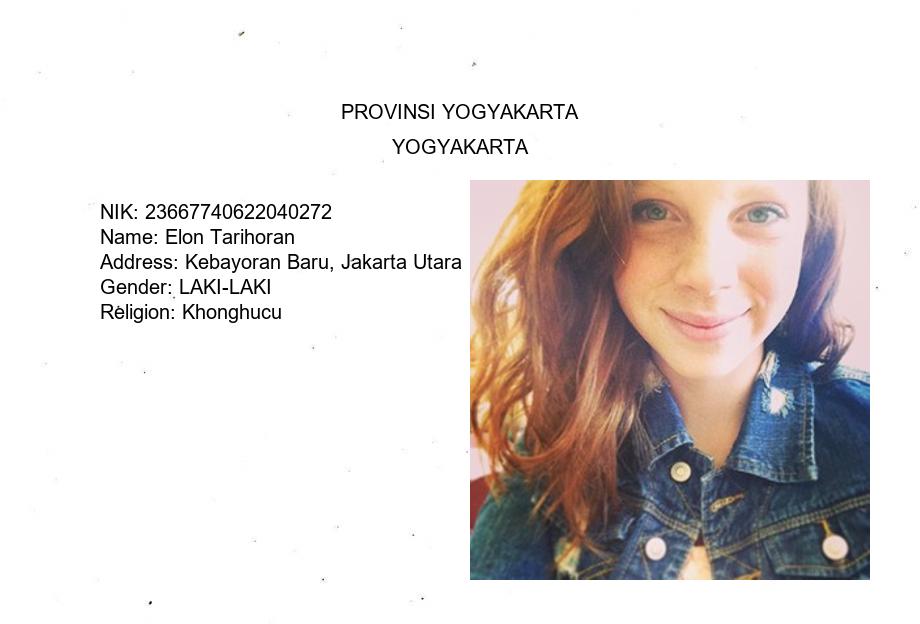 PROVINSI YOGYAKARTA
YOGYAKARTA
NIK: 23667740622040272
Name: Elon Tarihoran
Address: Kebayoran Baru, Jakarta Utara
Gender: LAKI-LAKI
Religion: Khonghucu